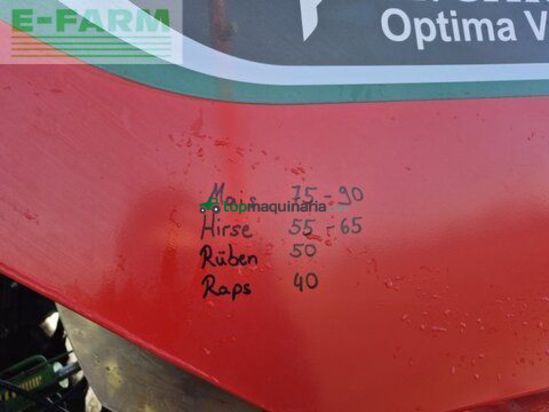 E-FARM
Optima V
Mais 75-90
topmaquinaria
Hirse 55-65
Rüben 50
Raps 40